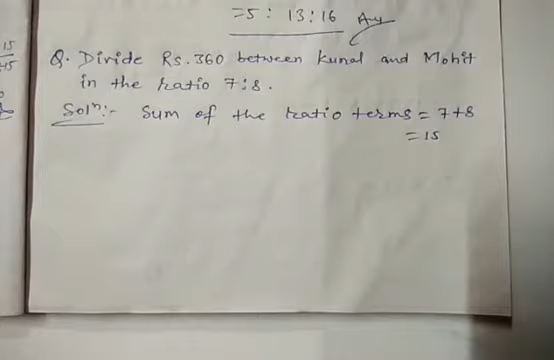 =5: 13:16
Q. Divide Rs.360 between Kunal and Mohit
in the ratio 7:8.
Solⁿ:- Sum of the ratio terms = 7+8
= 15
15